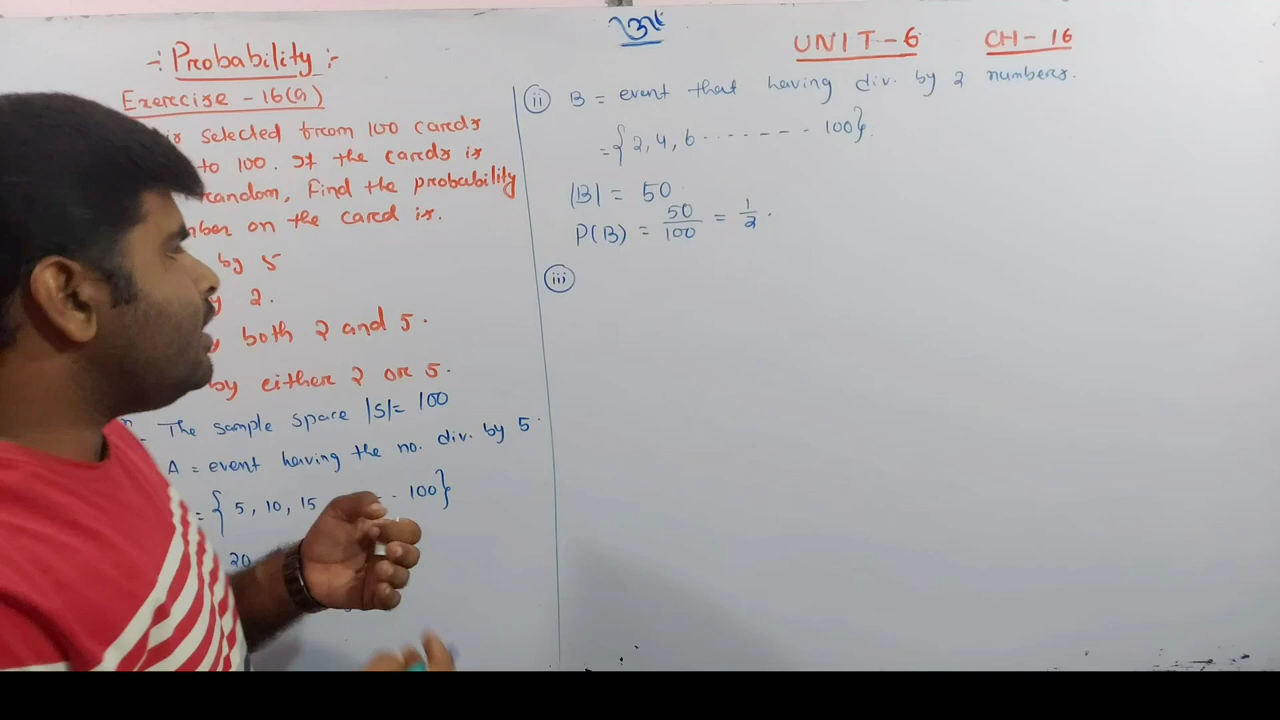 -: Probability :-
Exercise - 16(a)
is selected from 100 cards
to 100. If the cards is
random, Find the probability
mber on the card is.
by 5
y 2.
y both 2 and 5.
by either 2 or 5.
The sample space |S|= 100
A = event having the no. div. by 5.
= { 5, 10, 15 - - 100}
20
UNIT-6 CH-16
ii B = event that having div. by 2 numbers.
= {2, 4, 6 - - - - - - - 100}.
|B| = 50
P(B) = 50/100 = 1/2.
iii